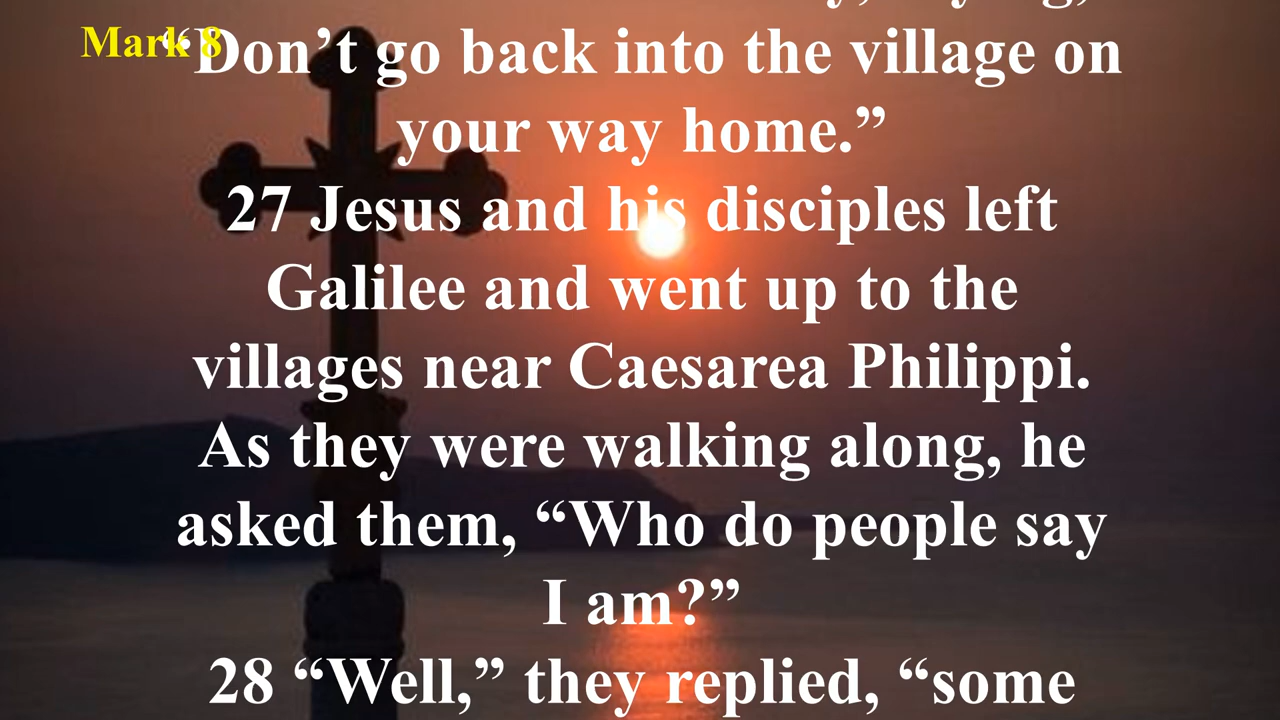 Mark 8
“Don’t go back into the village on
your way home.”
27 Jesus and his disciples left
Galilee and went up to the
villages near Caesarea Philippi.
As they were walking along, he
asked them, “Who do people say
I am?”
28 “Well,” they replied, “some